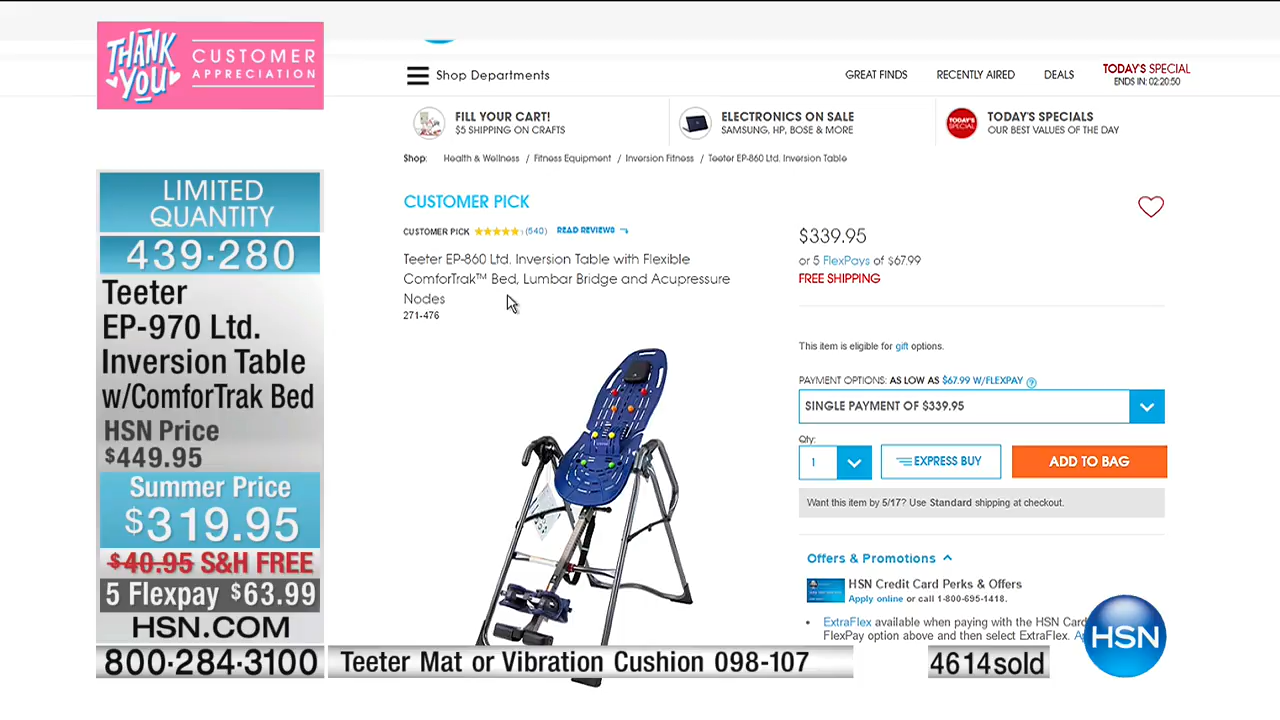 THANK YOU
CUSTOMER
APPRECIATION
LIMITED
QUANTITY
439-280
Teeter
EP-970 Ltd.
Inversion Table
w/ComforTrak Bed
HSN Price
$449.95
Summer Price
$319.95
$40.95 S&H FREE
5 Flexpay $63.99
HSN.COM
800-284-3100
Teeter Mat or Vibration Cushion 098-107
4614sold
HSN
Shop Departments
GREAT FINDS
RECENTLY AIRED
DEALS
TODAY'S SPECIAL
ENDS IN: 02:20:50
FILL YOUR CART!
$5 SHIPPING ON CRAFTS
ELECTRONICS ON SALE
SAMSUNG, HP, BOSE & MORE
TODAY'S SPECIAL
TODAY'S SPECIALS
OUR BEST VALUES OF THE DAY
Shop: Health & Wellness / Fitness Equipment / Inversion Fitness / Teeter EP-860 Ltd. Inversion Table
CUSTOMER PICK
CUSTOMER PICK (540) READ REVIEWS
Teeter EP-860 Ltd. Inversion Table with Flexible
ComforTrak™ Bed, Lumbar Bridge and Acupressure
Nodes
271-476
$339.95
or 5 FlexPays of $67.99
FREE SHIPPING
This item is eligible for gift options.
PAYMENT OPTIONS: AS LOW AS $67.99 W/FLEXPAY ?
SINGLE PAYMENT OF $339.95
Qty:
1
EXPRESS BUY
ADD TO BAG
Want this item by 5/17? Use Standard shipping at checkout.
Offers & Promotions
HSN Credit Card Perks & Offers
Apply online or call 1-800-695-1418.
ExtraFlex available when paying with the HSN Card
FlexPay option above and then select ExtraFlex.